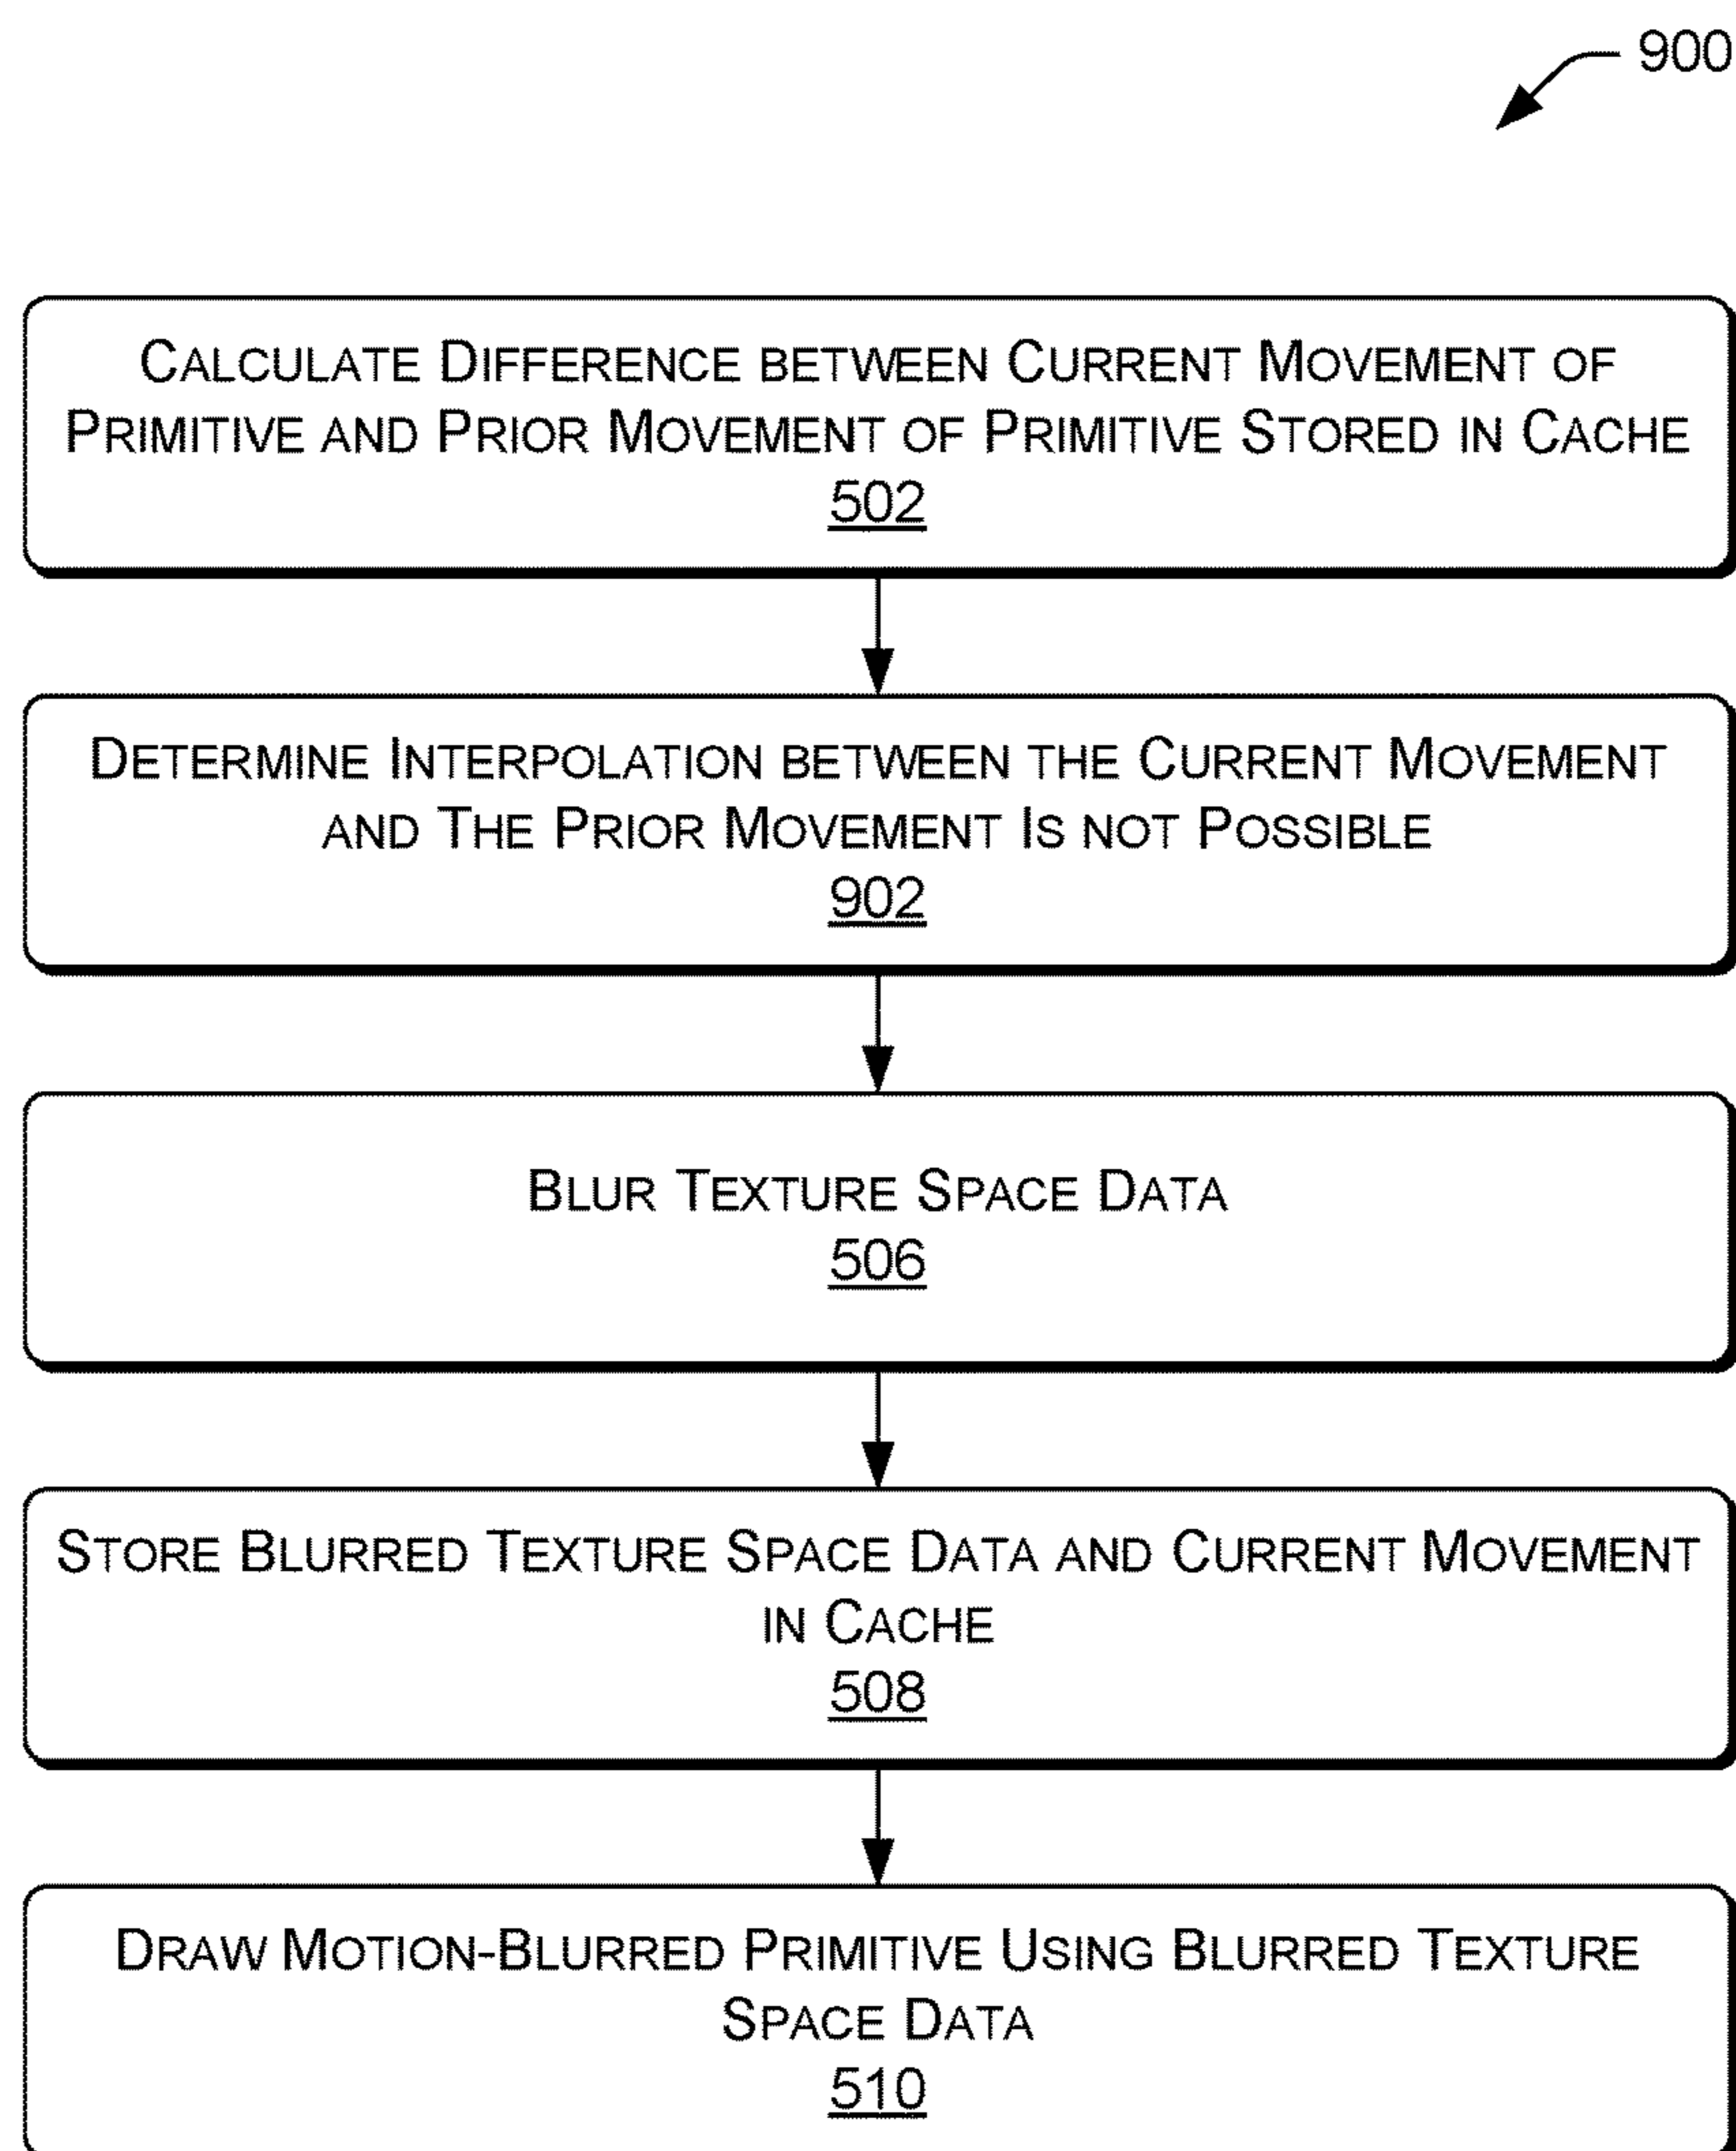 900
CALCULATE DIFFERENCE BETWEEN CURRENT MOVEMENT OF
PRIMITIVE AND PRIOR MOVEMENT OF PRIMITIVE STORED IN CACHE
502
DETERMINE INTERPOLATION BETWEEN THE CURRENT MOVEMENT
AND THE PRIOR MOVEMENT IS NOT POSSIBLE
902
BLUR TEXTURE SPACE DATA
506
STORE BLURRED TEXTURE SPACE DATA AND CURRENT MOVEMENT
IN CACHE
508
DRAW MOTION-BLURRED PRIMITIVE USING BLURRED TEXTURE
SPACE DATA
510